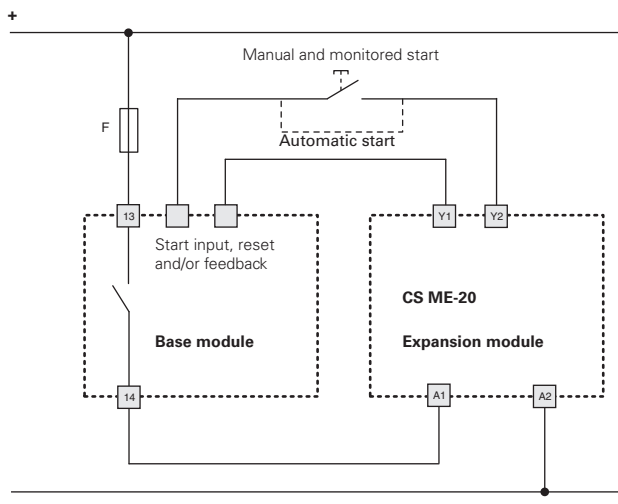 +
Manual and monitored start
F
Automatic start
13
Y1
Y2
Start input, reset
and/or feedback
CS ME-20
Base module
Expansion module
14
A1
A2